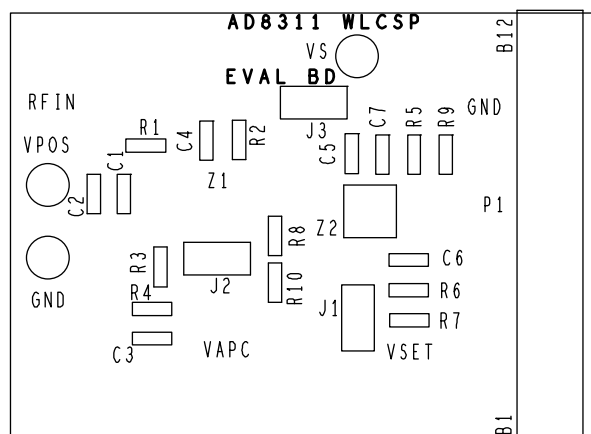 AD8311 WLCSP
VS
B12
EVAL BD
RFIN
GND
J3
C7
R5
R9
R1
C4
R2
C5
VPOS
C1
Z1
C2
Z2
P1
R8
R3
C6
J2
R10
R6
GND
R4
J1
R7
C3
VAPC
VSET
B1